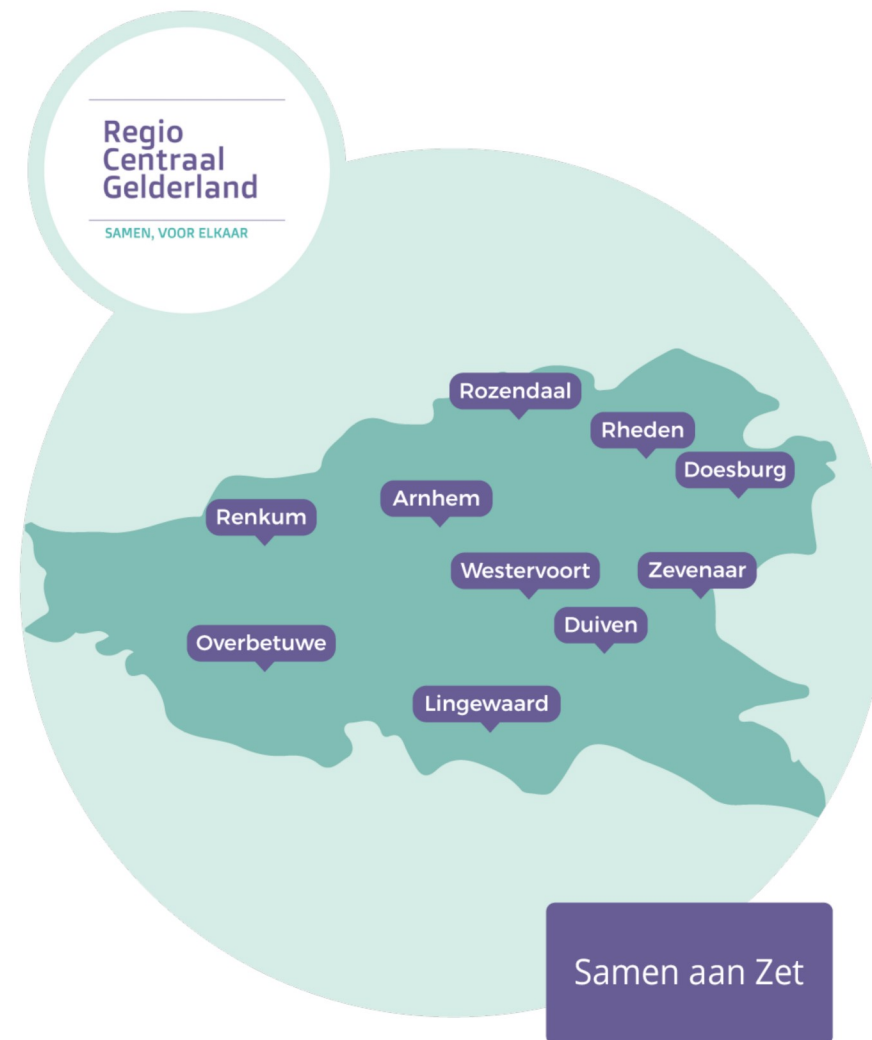 Regio
Centraal
Gelderland
SAMEN, VOOR ELKAAR
Rozendaal
Rheden
Doesburg
Arnhem
Renkum
Westervoort
Zevenaar
Duiven
Overbetuwe
Lingewaard
Samen aan Zet